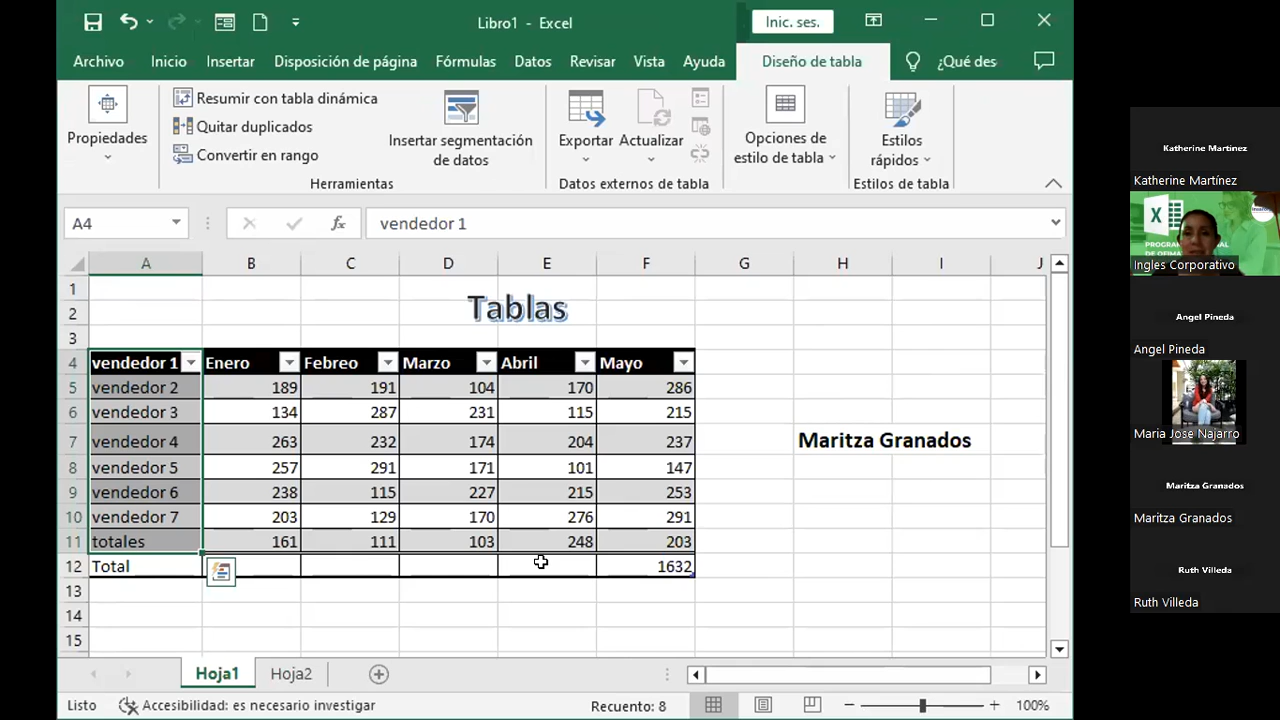 Libro1 - Excel
Inic. ses.
Archivo Inicio Insertar Disposición de página Fórmulas Datos Revisar Vista Ayuda Diseño de tabla ¿Qué des
Propiedades
Resumir con tabla dinámica
Quitar duplicados
Convertir en rango
Herramientas
Insertar segmentación
de datos
Exportar Actualizar
Datos externos de tabla
Opciones de
estilo de tabla
Estilos
rápidos
Estilos de tabla
A4 fx vendedor 1
A B C D E F G H I J
1
2 Tablas
3
4 vendedor 1 Enero Febreo Marzo Abril Mayo
5 vendedor 2 189 191 104 170 286
6 vendedor 3 134 287 231 115 215
7 vendedor 4 263 232 174 204 237 Maritza Granados
8 vendedor 5 257 291 171 101 147
9 vendedor 6 238 115 227 215 253
10 vendedor 7 203 129 170 276 291
11 totales 161 111 103 248 203
12 Total 1632
13
14
15
Hoja1 Hoja2
Listo Accesibilidad: es necesario investigar Recuento: 8 100%
Katherine Martinez
Katherine Martínez
Ingles Corporativo
Angel Pineda
Angel Pineda
Maria Jose Najarro
Maritza Granados
Maritza Granados
Ruth Villeda
Ruth Villeda